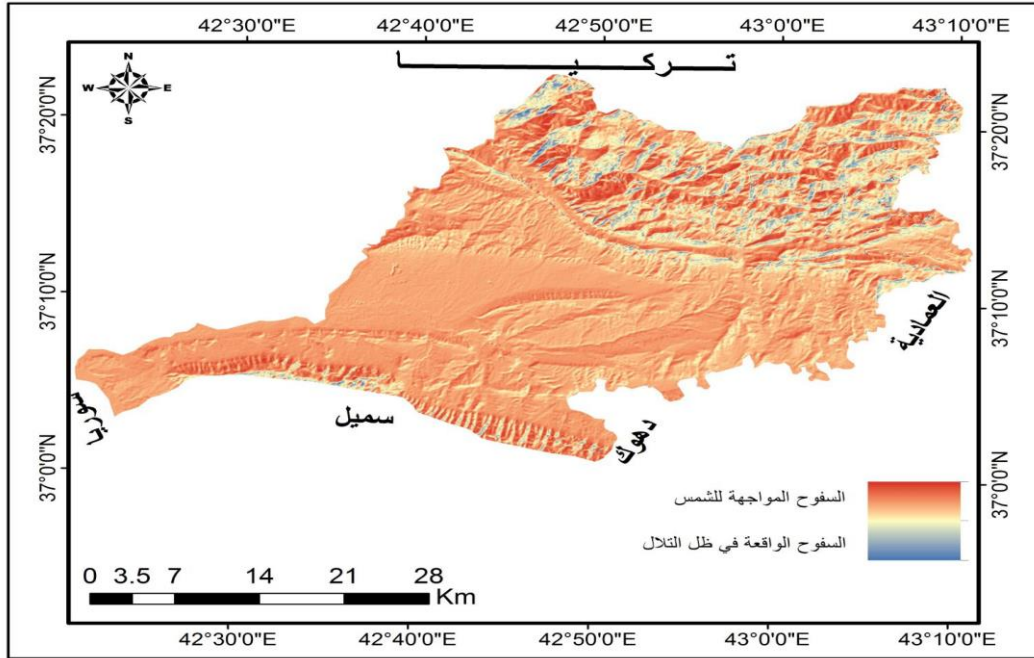 42°30'0"E 42°40'0"E 42°50'0"E 43°0'0"E 43°10'0"E
تـــركـــيـــــا
N
W E
S
37°20'0"N
37°20'0"N
37°10'0"N
37°10'0"N
العمادية
سوريا
سميل
دهوك
37°0'0"N
37°0'0"N
السفوح المواجهة للشمس
السفوح الواقعة في ظل التلال
0 3.5 7 14 21 28
Km
42°30'0"E 42°40'0"E 42°50'0"E 43°0'0"E 43°10'0"E